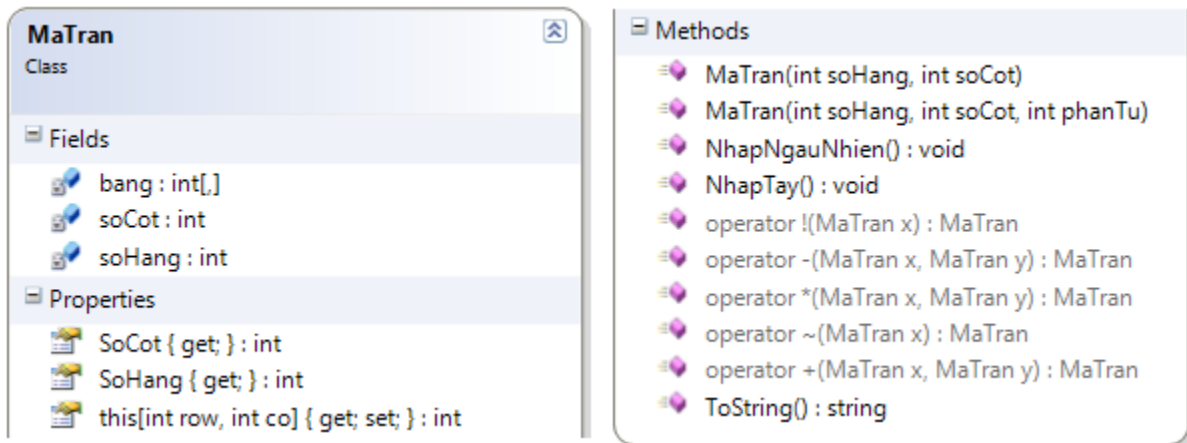 MaTran
Class
Fields
bang : int[,]
soCot : int
soHang : int
Properties
SoCot { get; } : int
SoHang { get; } : int
this[int row, int co] { get; set; } : int
Methods
MaTran(int soHang, int soCot)
MaTran(int soHang, int soCot, int phanTu)
NhapNgauNhien() : void
NhapTay() : void
operator !(MaTran x) : MaTran
operator -(MaTran x, MaTran y) : MaTran
operator *(MaTran x, MaTran y) : MaTran
operator ~(MaTran x) : MaTran
operator +(MaTran x, MaTran y) : MaTran
ToString() : string